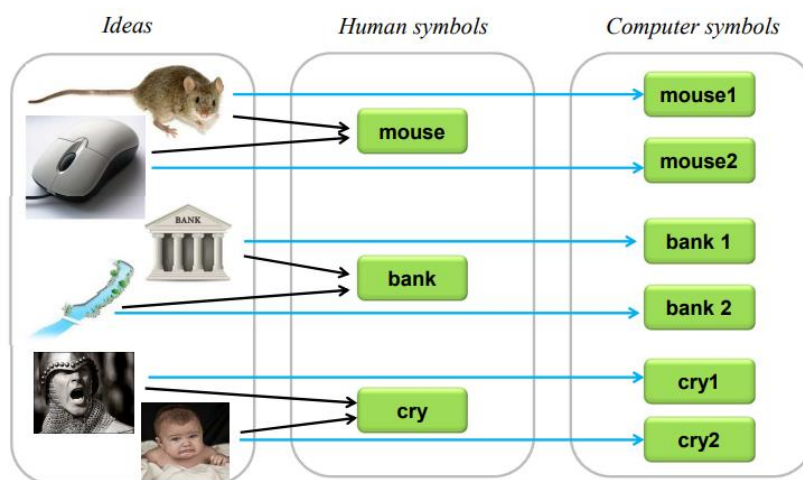 Ideas
Human symbols
Computer symbols
mouse1
mouse
mouse2
BANK
bank 1
bank
bank 2
cry1
cry
cry2